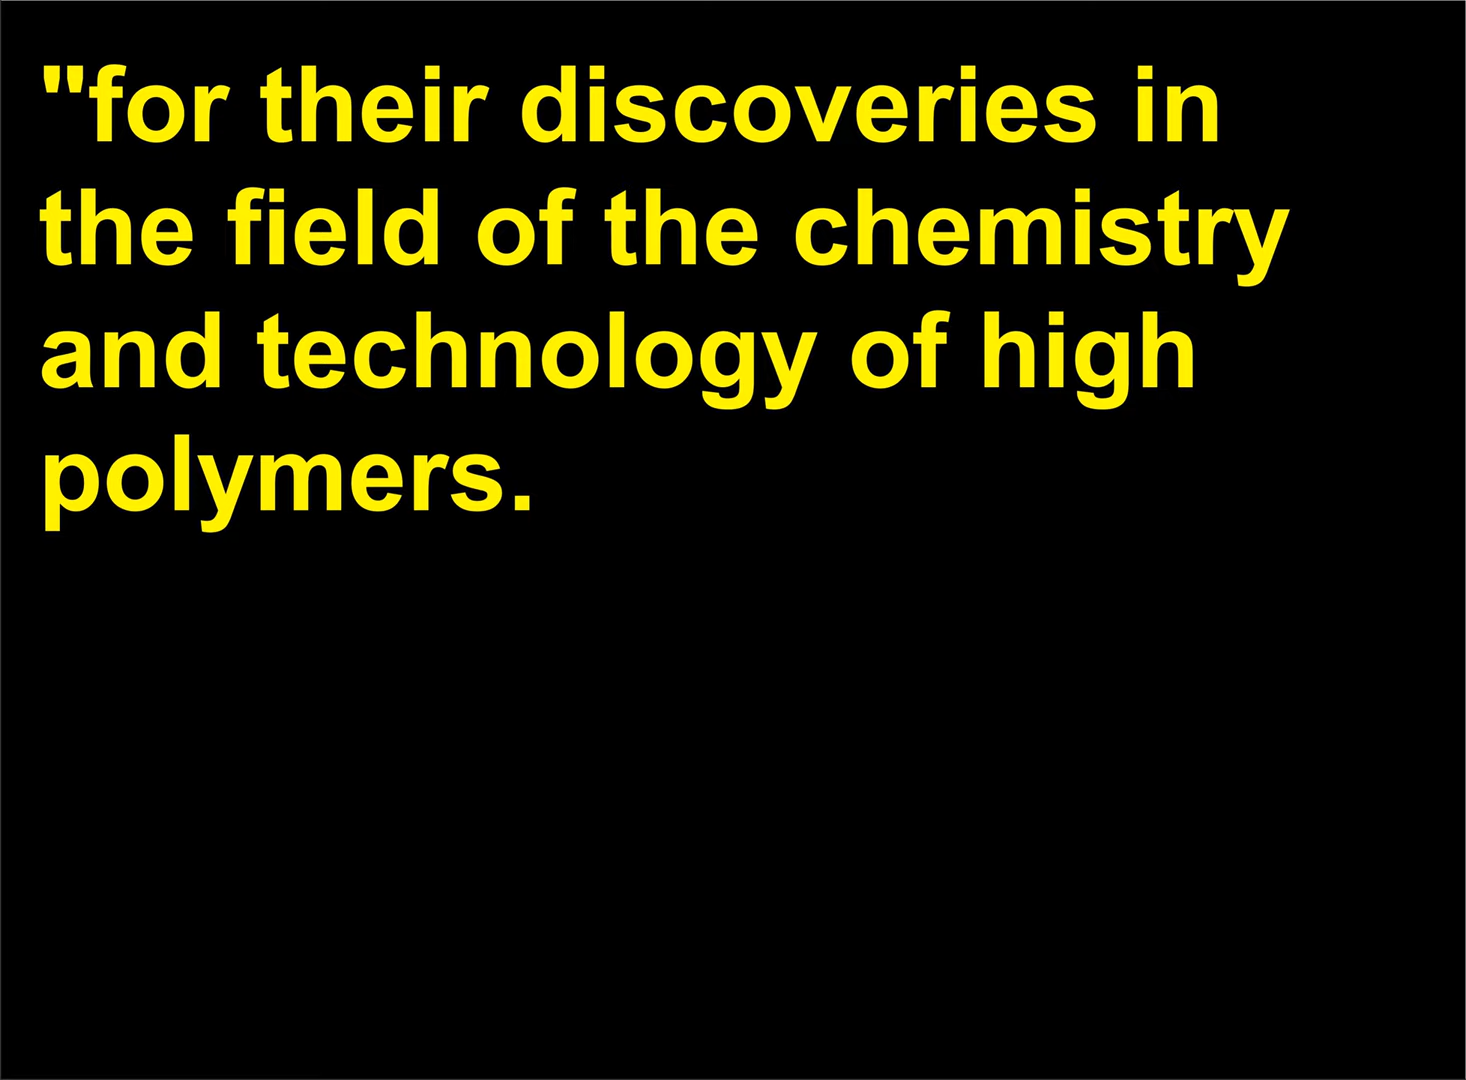 "for their discoveries in
the field of the chemistry
and technology of high
polymers.